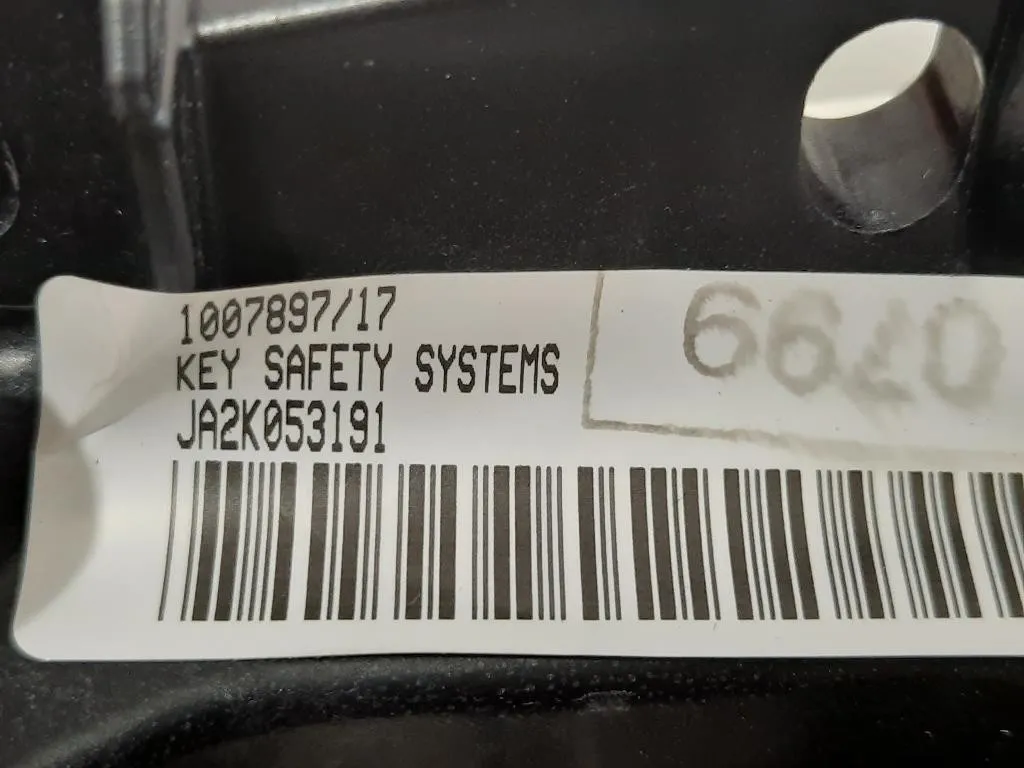 1007897/17
KEY SAFETY SYSTEMS
JA2K053191